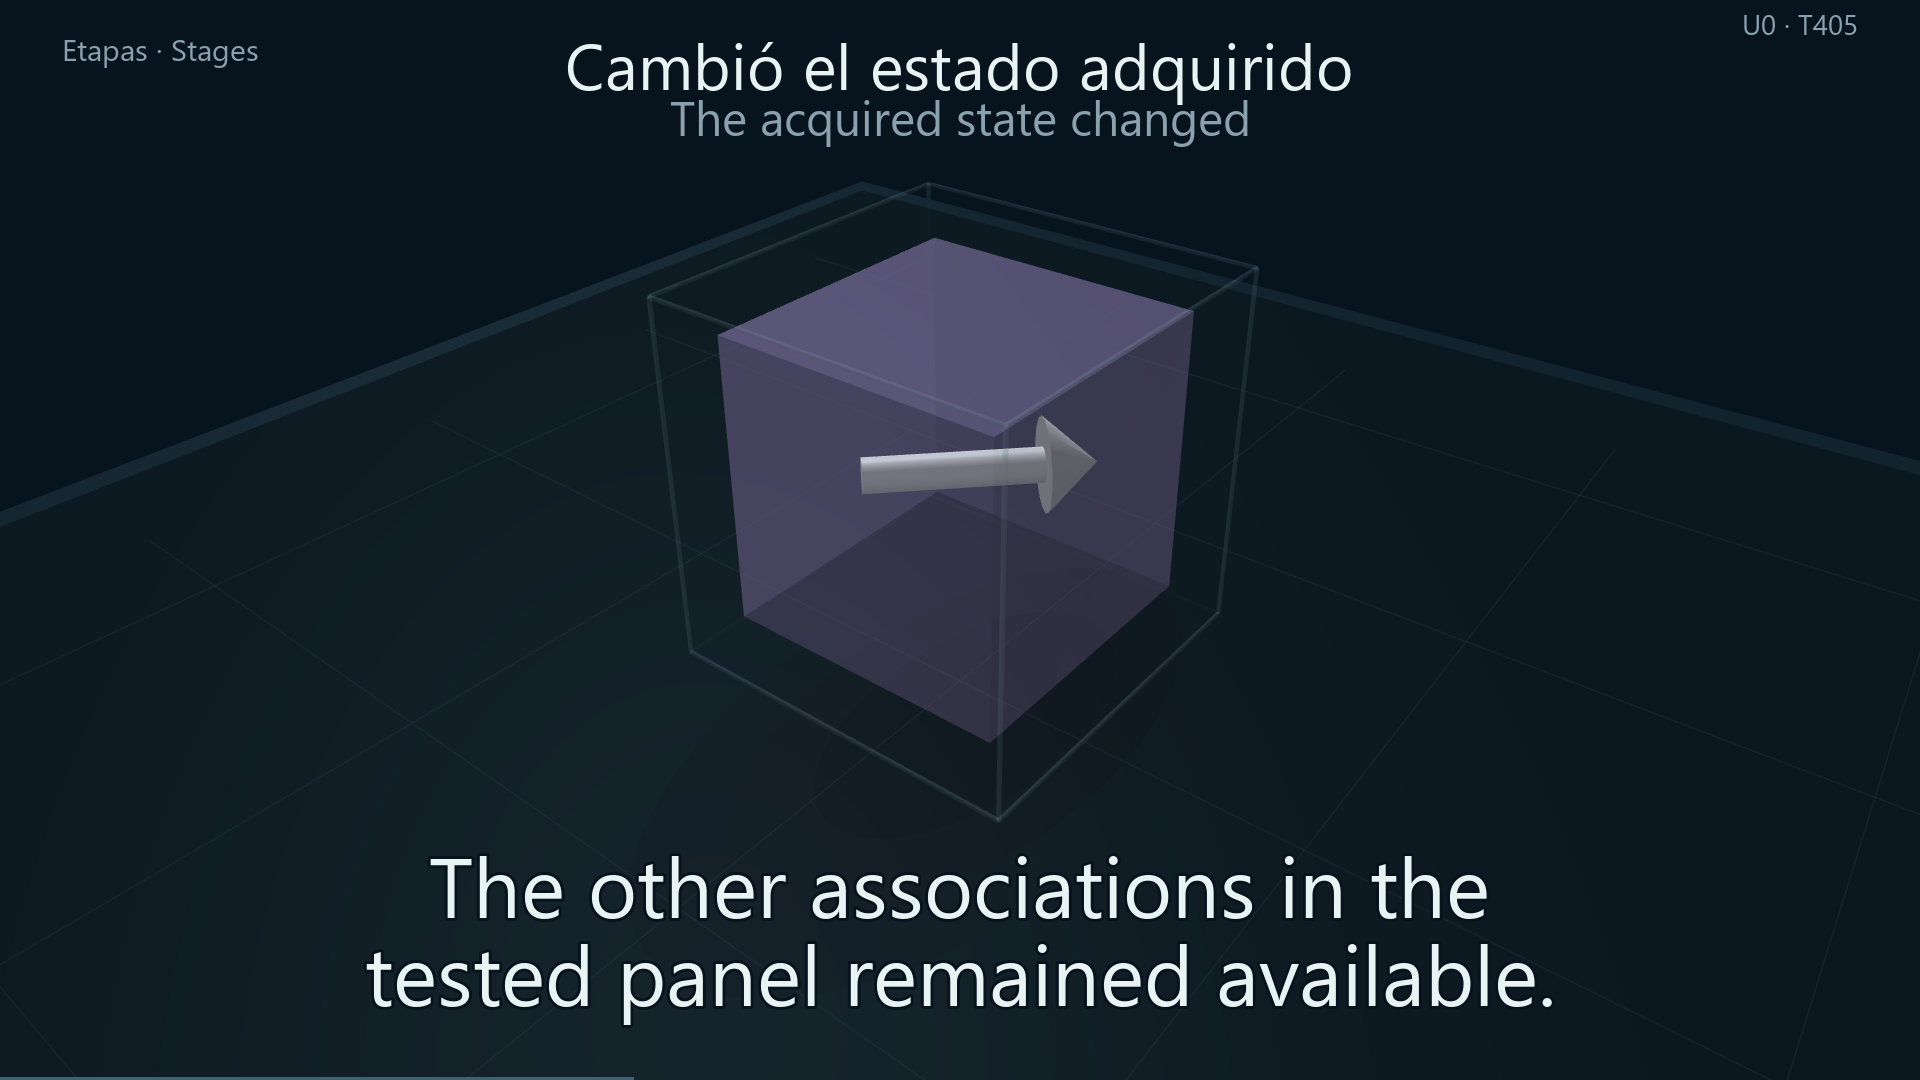 Etapas · Stages
U0 · T405
Cambió el estado adquirido
The acquired state changed
The other associations in the
tested panel remained available.